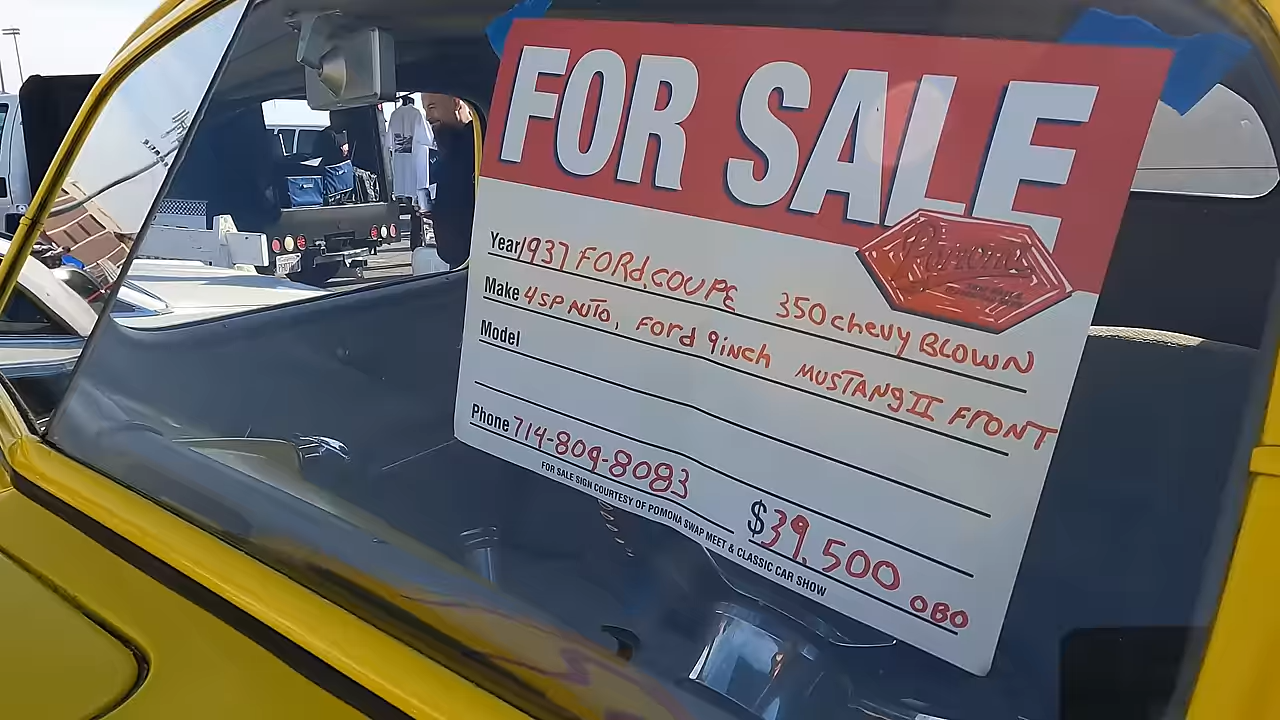 FOR SALE
Pomona
Year 1937 FORd COUPE 350 chevy BLOWN
Make 4SP AUTO, Ford 9inch MUSTANg II FRONT
Model
Phone 714-809-8083
$39,500 OBO
FOR SALE SIGN COURTESY OF POMONA SWAP MEET & CLASSIC CAR SHOW